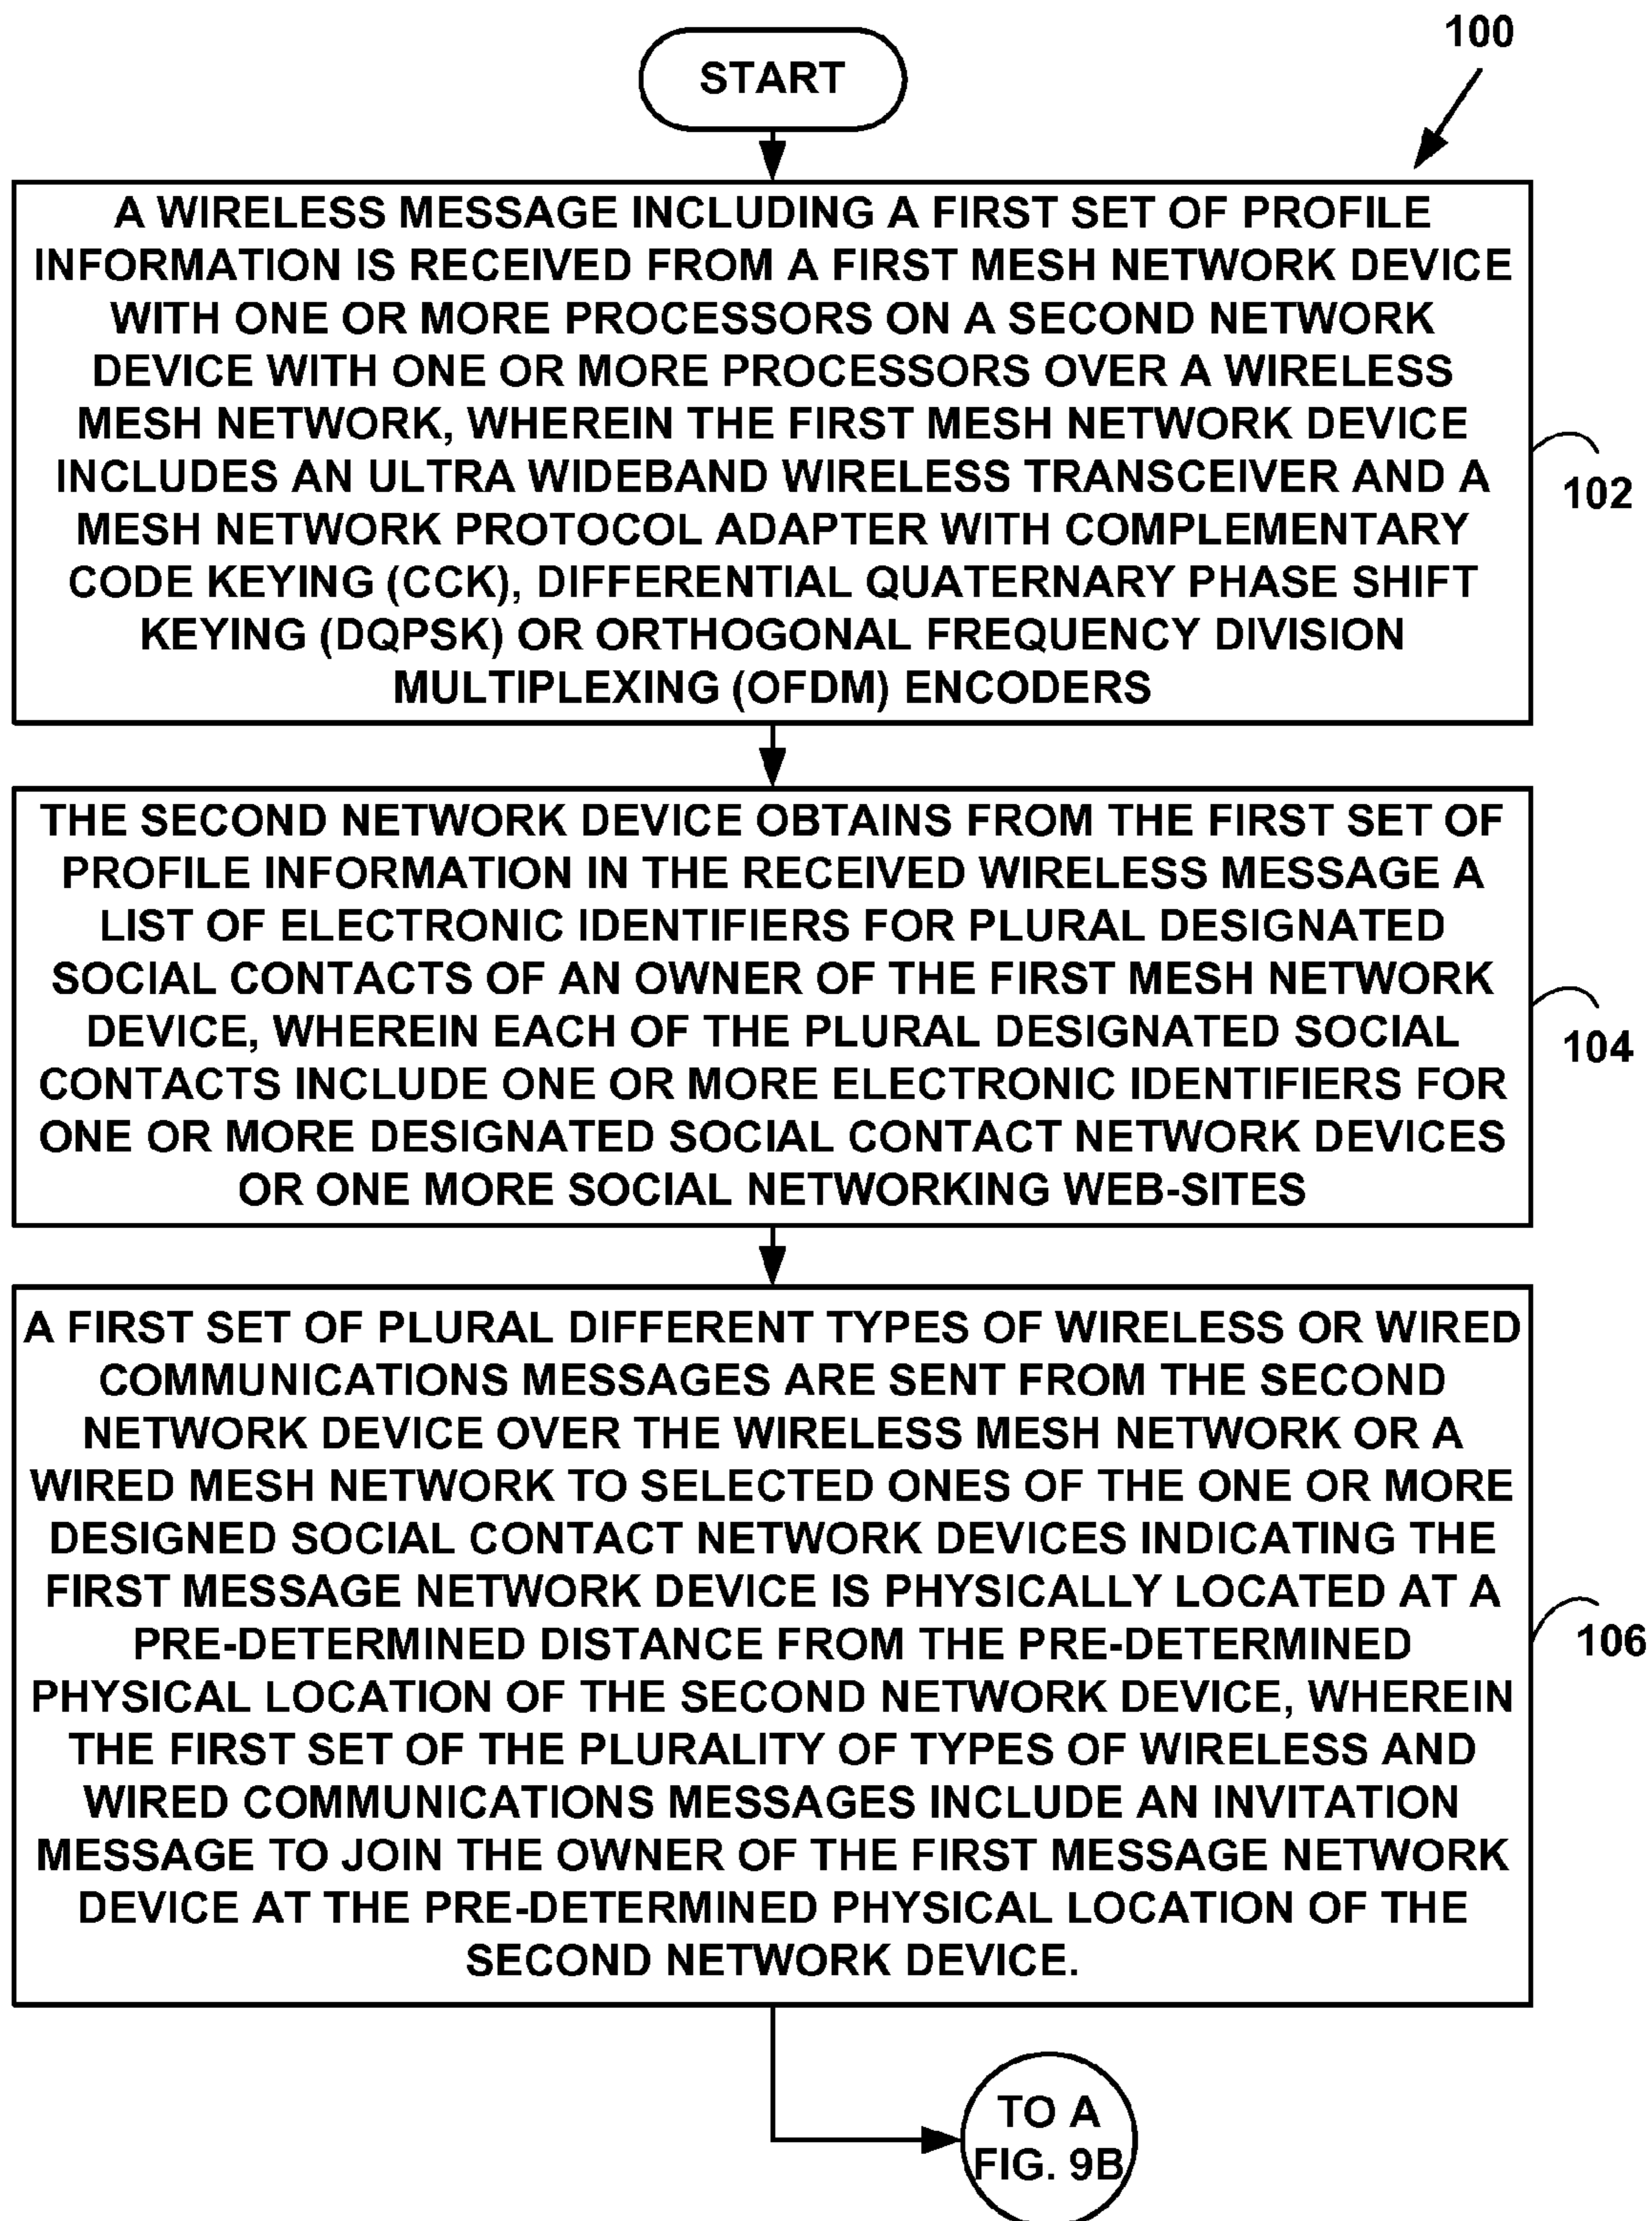 100
START
A WIRELESS MESSAGE INCLUDING A FIRST SET OF PROFILE
INFORMATION IS RECEIVED FROM A FIRST MESH NETWORK DEVICE
WITH ONE OR MORE PROCESSORS ON A SECOND NETWORK
DEVICE WITH ONE OR MORE PROCESSORS OVER A WIRELESS
MESH NETWORK, WHEREIN THE FIRST MESH NETWORK DEVICE
INCLUDES AN ULTRA WIDEBAND WIRELESS TRANSCEIVER AND A
MESH NETWORK PROTOCOL ADAPTER WITH COMPLEMENTARY
CODE KEYING (CCK), DIFFERENTIAL QUATERNARY PHASE SHIFT
KEYING (DQPSK) OR ORTHOGONAL FREQUENCY DIVISION
MULTIPLEXING (OFDM) ENCODERS
102
THE SECOND NETWORK DEVICE OBTAINS FROM THE FIRST SET OF
PROFILE INFORMATION IN THE RECEIVED WIRELESS MESSAGE A
LIST OF ELECTRONIC IDENTIFIERS FOR PLURAL DESIGNATED
SOCIAL CONTACTS OF AN OWNER OF THE FIRST MESH NETWORK
DEVICE, WHEREIN EACH OF THE PLURAL DESIGNATED SOCIAL
CONTACTS INCLUDE ONE OR MORE ELECTRONIC IDENTIFIERS FOR
ONE OR MORE DESIGNATED SOCIAL CONTACT NETWORK DEVICES
OR ONE MORE SOCIAL NETWORKING WEB-SITES
104
A FIRST SET OF PLURAL DIFFERENT TYPES OF WIRELESS OR WIRED
COMMUNICATIONS MESSAGES ARE SENT FROM THE SECOND
NETWORK DEVICE OVER THE WIRELESS MESH NETWORK OR A
WIRED MESH NETWORK TO SELECTED ONES OF THE ONE OR MORE
DESIGNED SOCIAL CONTACT NETWORK DEVICES INDICATING THE
FIRST MESSAGE NETWORK DEVICE IS PHYSICALLY LOCATED AT A
PRE-DETERMINED DISTANCE FROM THE PRE-DETERMINED
PHYSICAL LOCATION OF THE SECOND NETWORK DEVICE, WHEREIN
THE FIRST SET OF THE PLURALITY OF TYPES OF WIRELESS AND
WIRED COMMUNICATIONS MESSAGES INCLUDE AN INVITATION
MESSAGE TO JOIN THE OWNER OF THE FIRST MESSAGE NETWORK
DEVICE AT THE PRE-DETERMINED PHYSICAL LOCATION OF THE
SECOND NETWORK DEVICE.
106
TO A
FIG. 9B